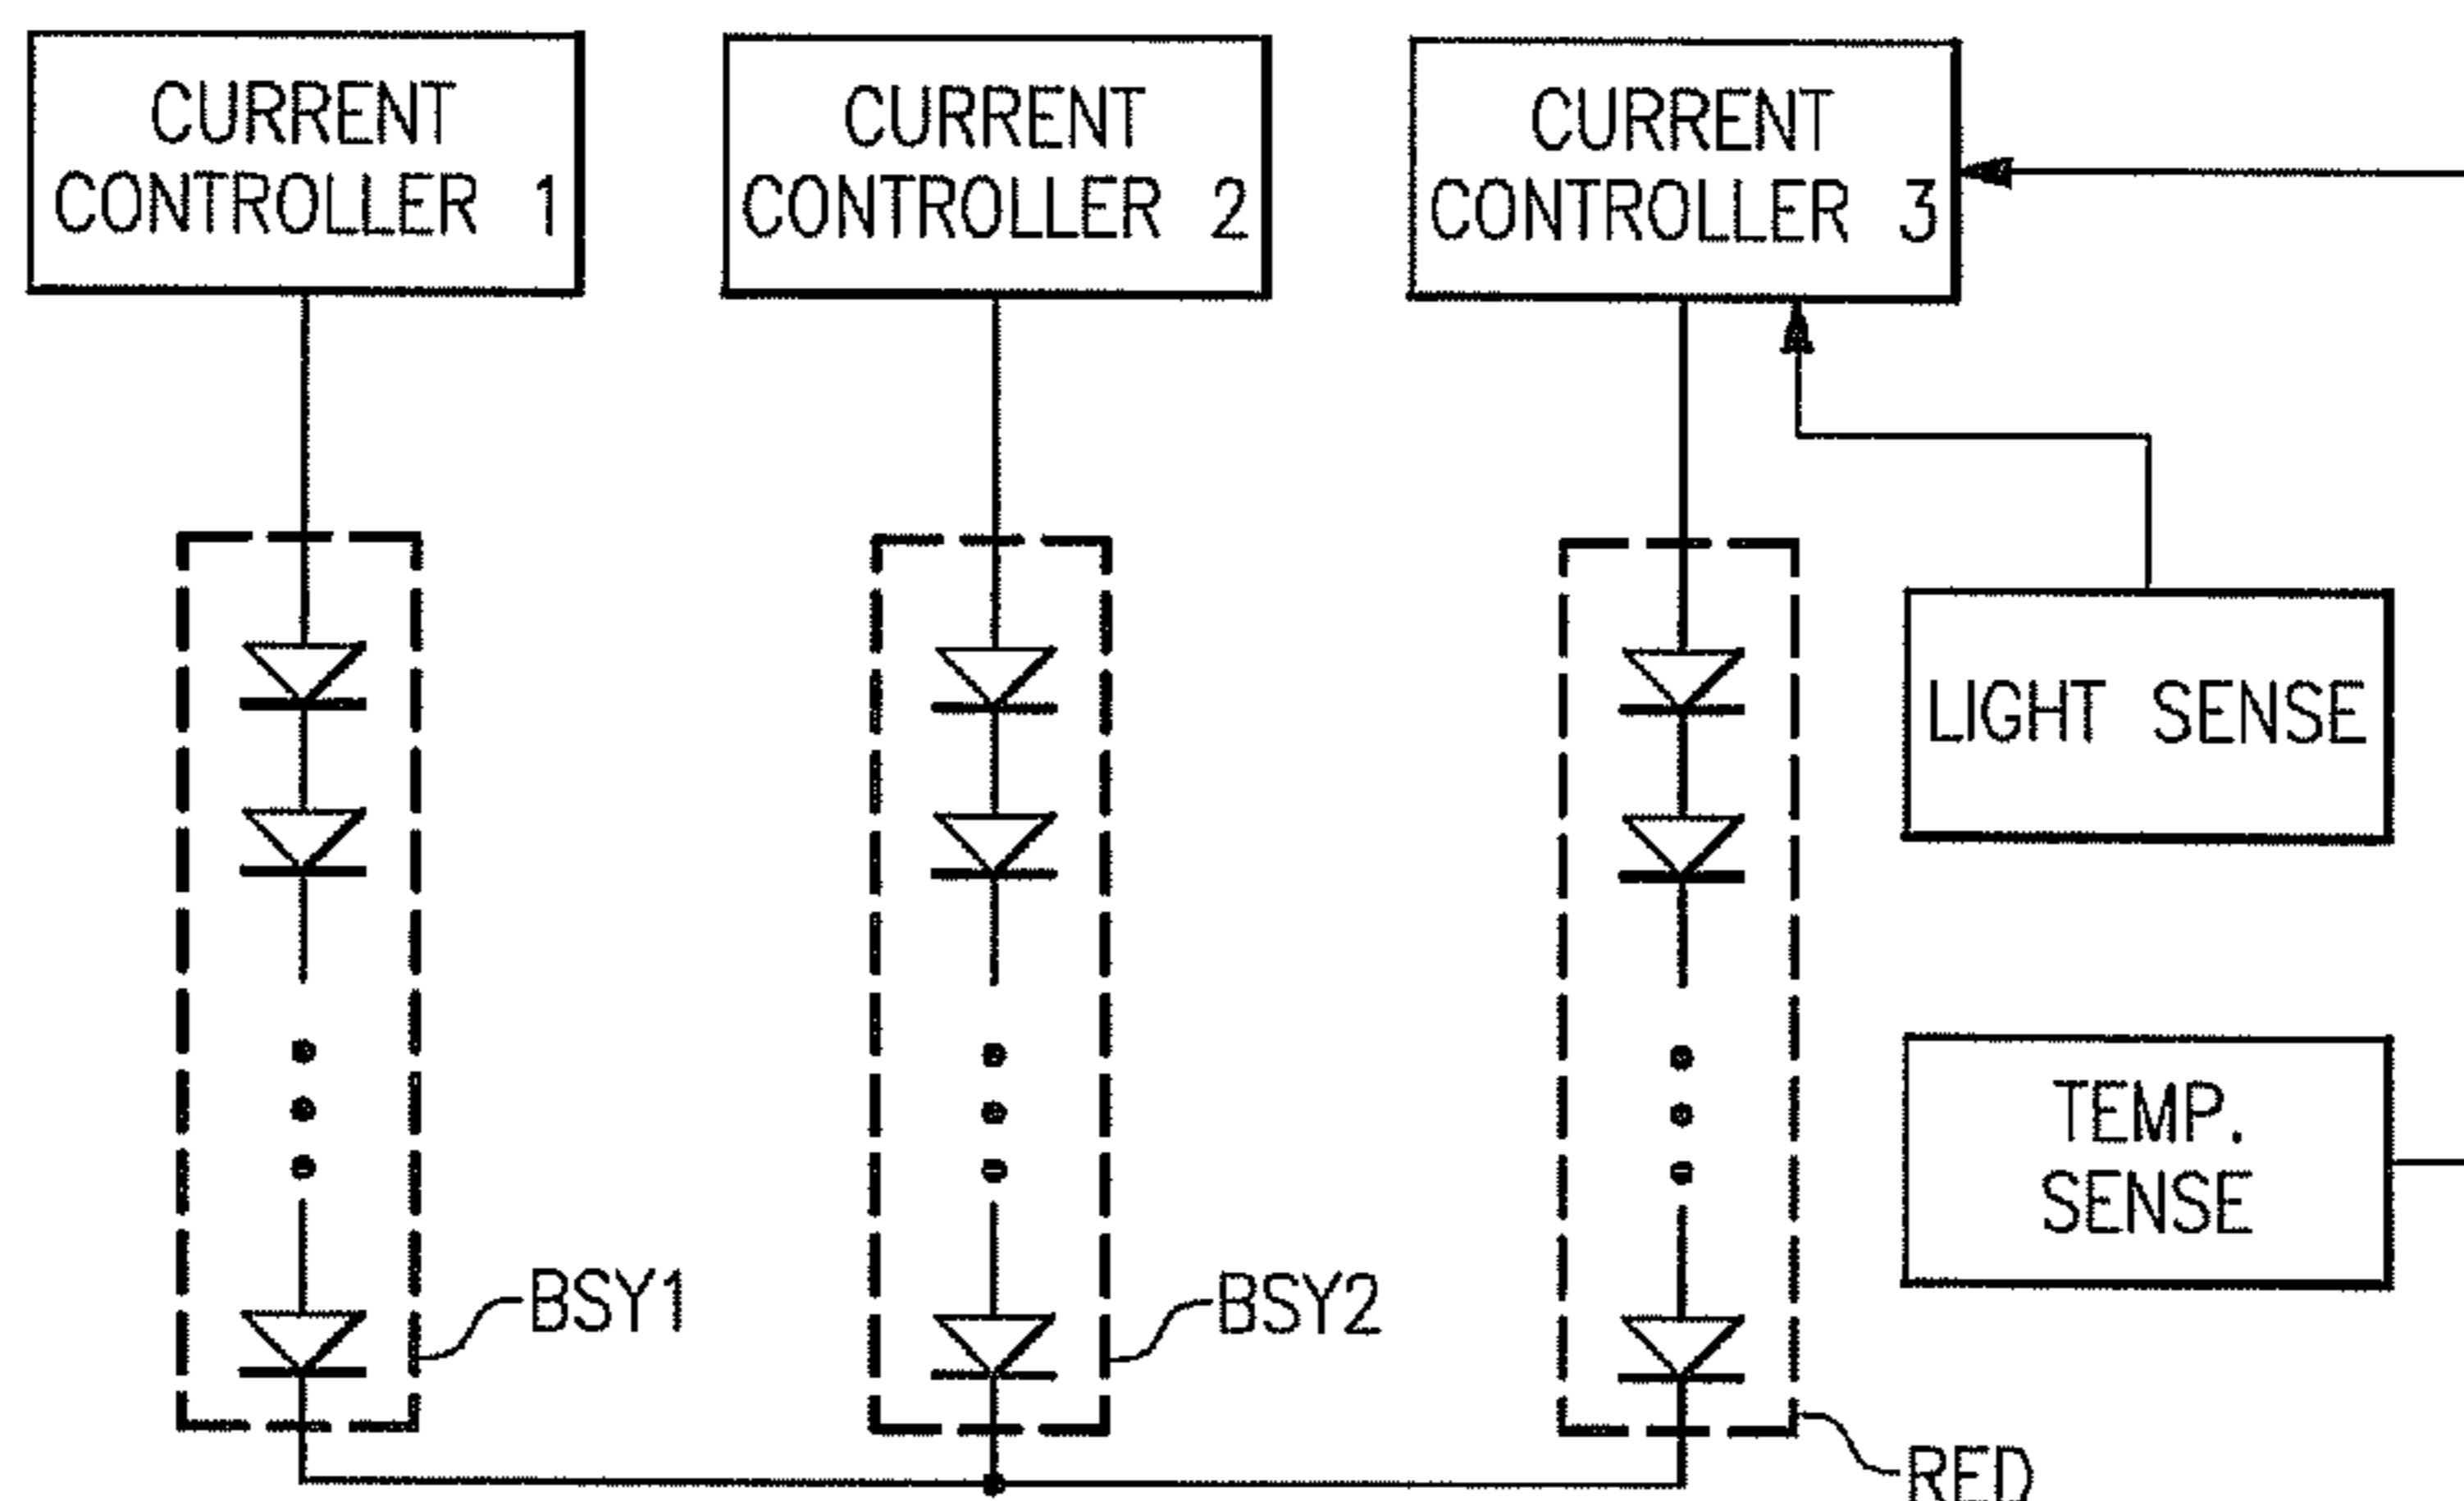 CURRENT
CONTROLLER 1
CURRENT
CONTROLLER 2
CURRENT
CONTROLLER 3
LIGHT SENSE
TEMP.
SENSE
BSY1
BSY2
RED